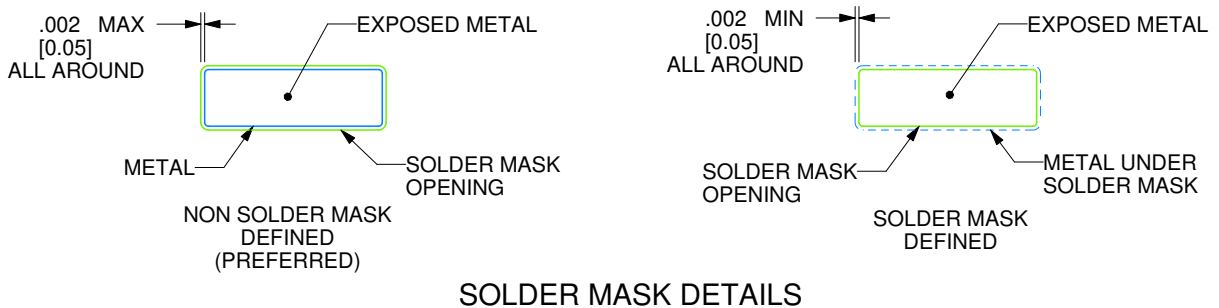 .002 MAX
[0.05]
ALL AROUND
EXPOSED METAL
METAL
SOLDER MASK
OPENING
NON SOLDER MASK
DEFINED
(PREFERRED)
.002 MIN
[0.05]
ALL AROUND
EXPOSED METAL
SOLDER MASK
OPENING
METAL UNDER
SOLDER MASK
SOLDER MASK
DEFINED
SOLDER MASK DETAILS